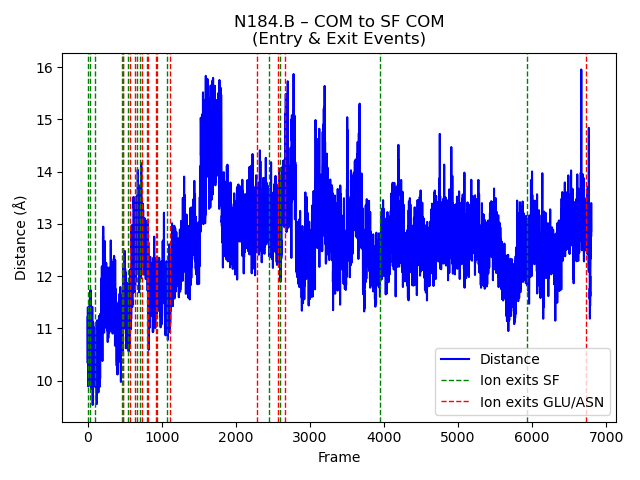 N184.B – COM to SF COM
(Entry & Exit Events)
16
15
14
13
12
11
10
Distance (Å)
0
1000
2000
3000
4000
5000
6000
7000
Frame
Distance
Ion exits SF
Ion exits GLU/ASN